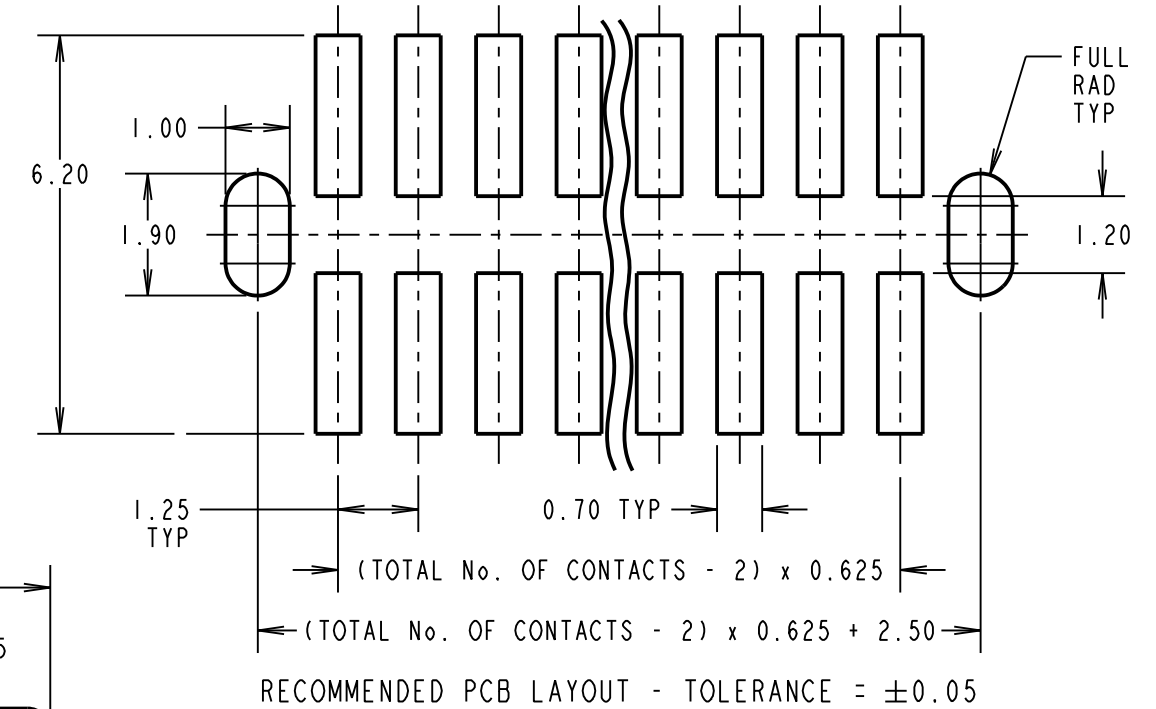 FULL
RAD
TYP
1.00
6.20
1.90
1.20
1.25
TYP
0.70 TYP
(TOTAL No. OF CONTACTS - 2) x 0.625
(TOTAL No. OF CONTACTS - 2) x 0.625 + 2.50
RECOMMENDED PCB LAYOUT - TOLERANCE = ±0.05